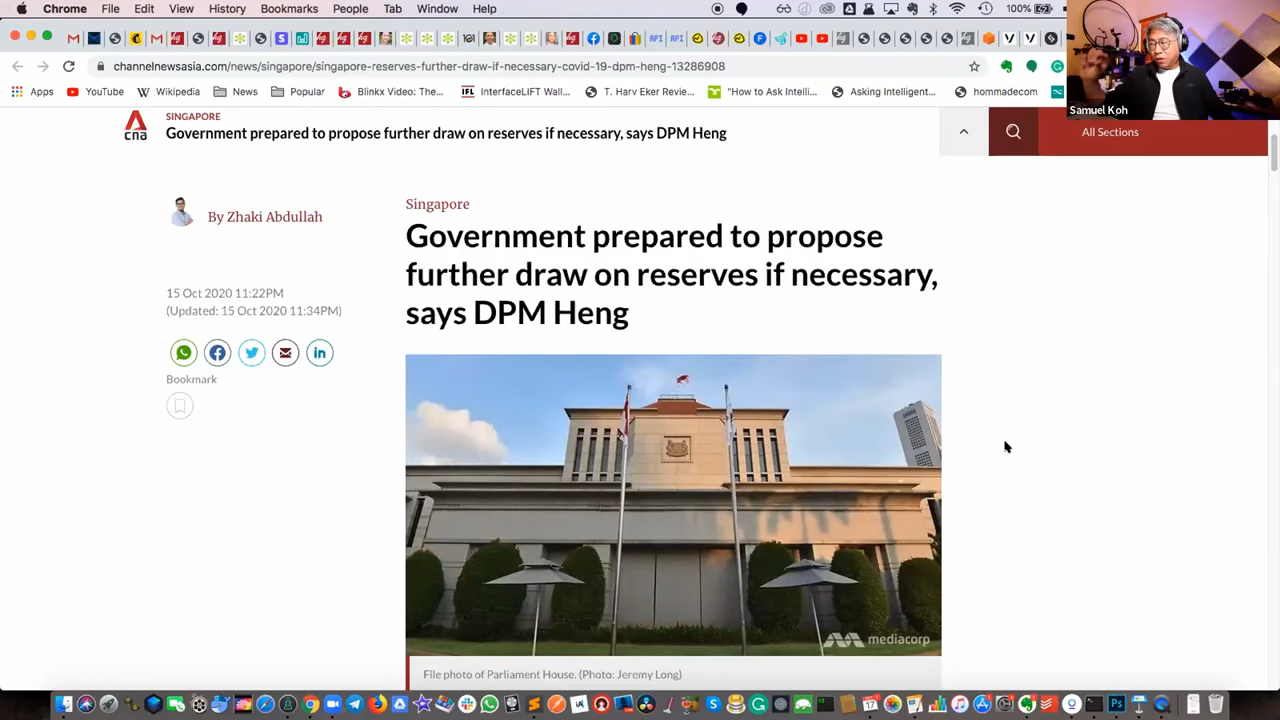 Chrome File Edit View History Bookmarks People Tab Window Help 100%
channelnewsasia.com/news/singapore/singapore-reserves-further-draw-if-necessary-covid-19-dpm-heng-13286908
Apps YouTube Wikipedia News Popular Blinkx Video: The... InterfaceLIFT Wall... T. Harv Eker Review... "How to Ask Intelli... Asking Intelligent... hommadecom
Samuel Koh
cna
SINGAPORE
Government prepared to propose further draw on reserves if necessary, says DPM Heng
All Sections
By Zhaki Abdullah
15 Oct 2020 11:22PM
(Updated: 15 Oct 2020 11:34PM)
Bookmark
Singapore
Government prepared to propose
further draw on reserves if necessary,
says DPM Heng
mediacorp
File photo of Parliament House. (Photo: Jeremy Long)